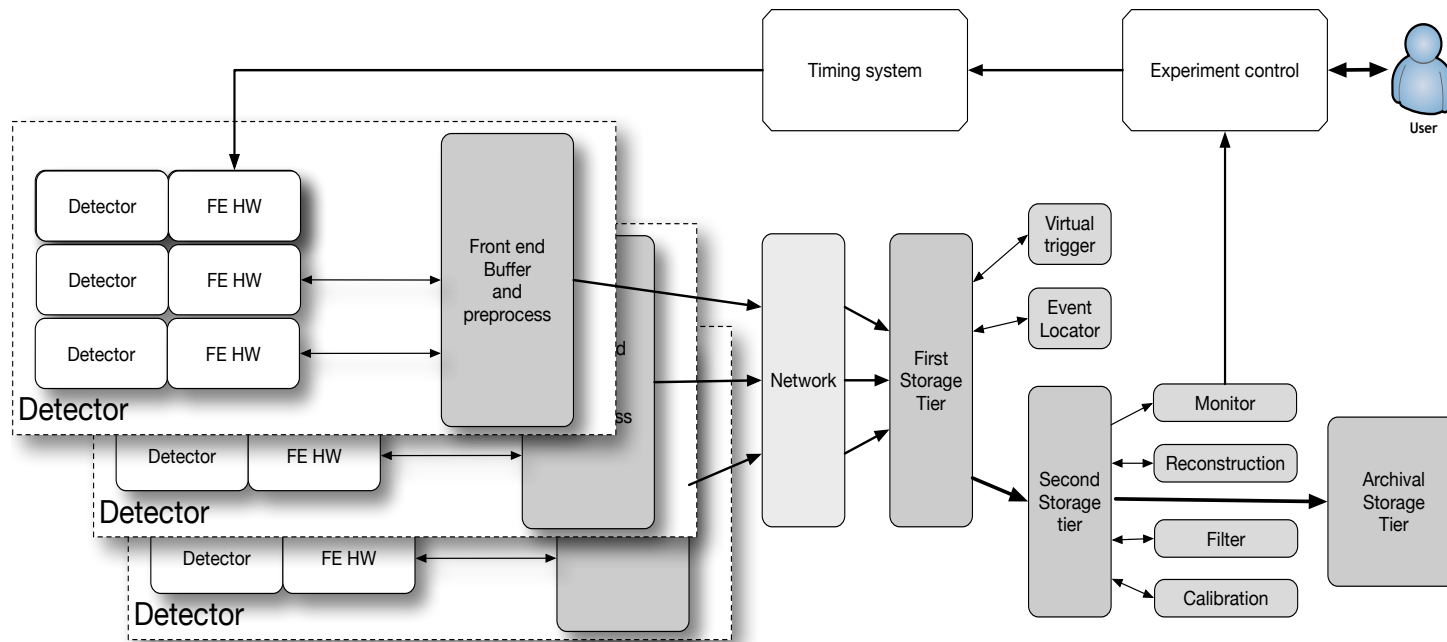 Timing system
Experiment control
User
Detector
FE HW
Detector
FE HW
Detector
FE HW
Front end
Buffer
and
preprocess
Detector
Detector
FE HW
Detector
Detector
FE HW
Detector
d
ss
Network
First
Storage
Tier
Virtual
trigger
Event
Locator
Second
Storage
tier
Monitor
Reconstruction
Filter
Calibration
Archival
Storage
Tier